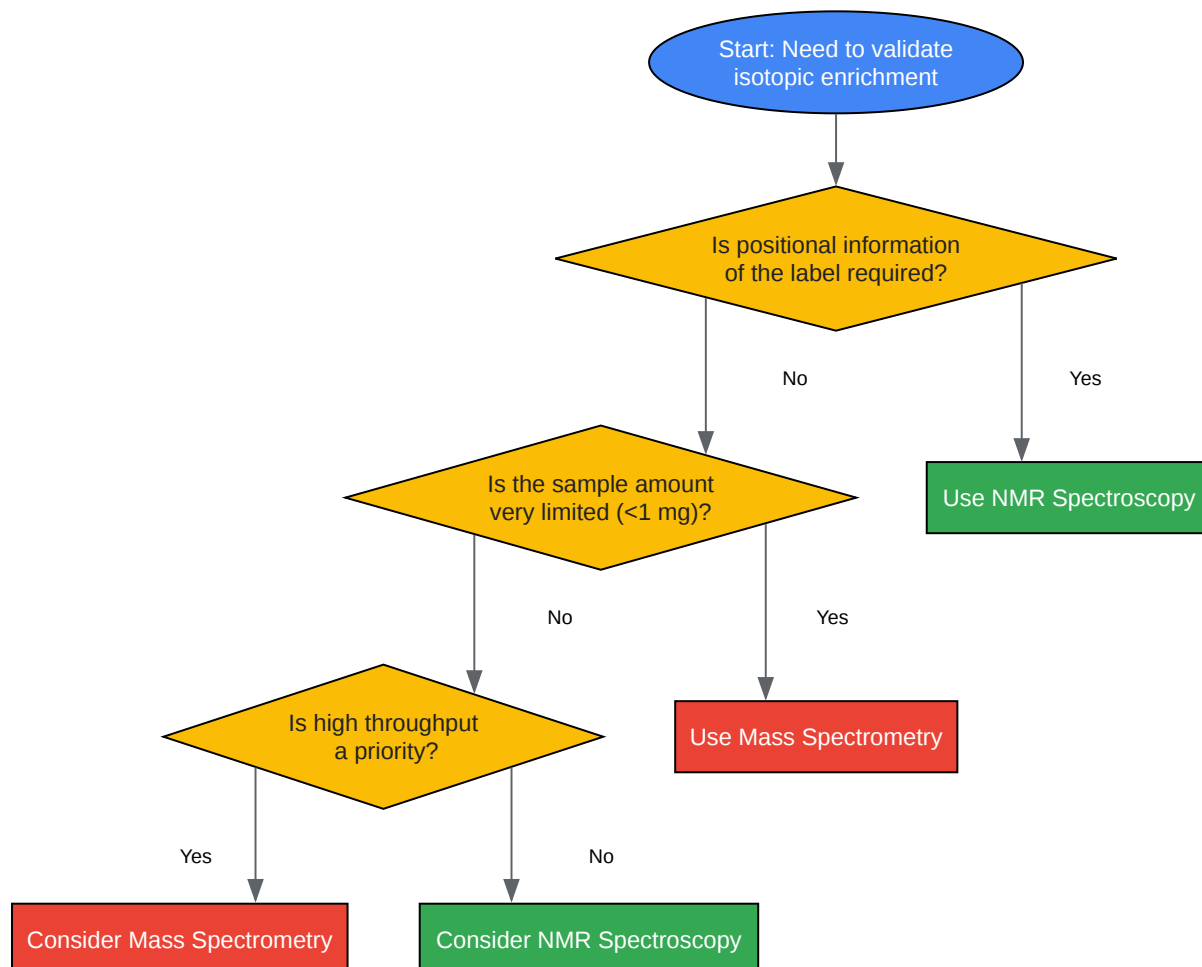 Start: Need to validate
isotopic enrichment
Is positional information
of the label required?
No
Yes
Is the sample amount
very limited (<1 mg)?
Use NMR Spectroscopy
No
Yes
Is high throughput
a priority?
Use Mass Spectrometry
Yes
No
Consider Mass Spectrometry
Consider NMR Spectroscopy